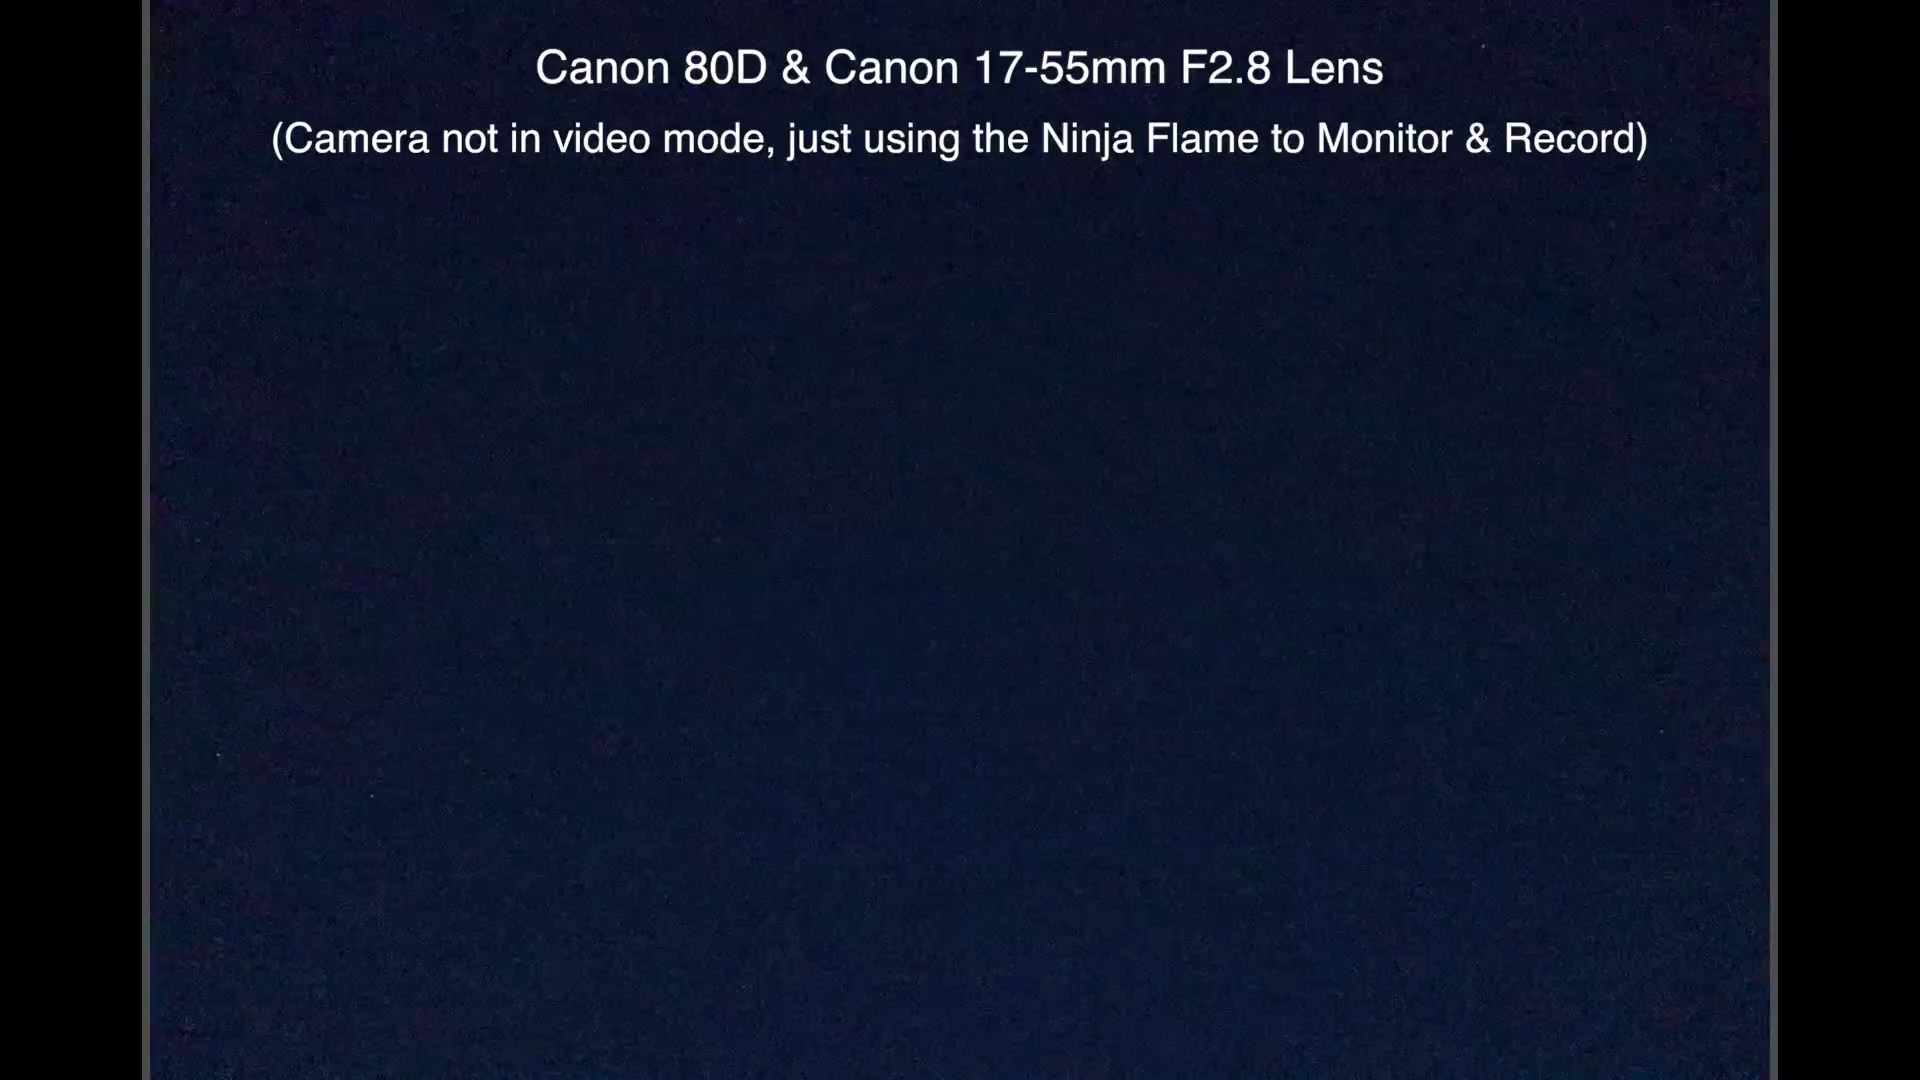 Canon 80D & Canon 17-55mm F2.8 Lens
(Camera not in video mode, just using the Ninja Flame to Monitor & Record)